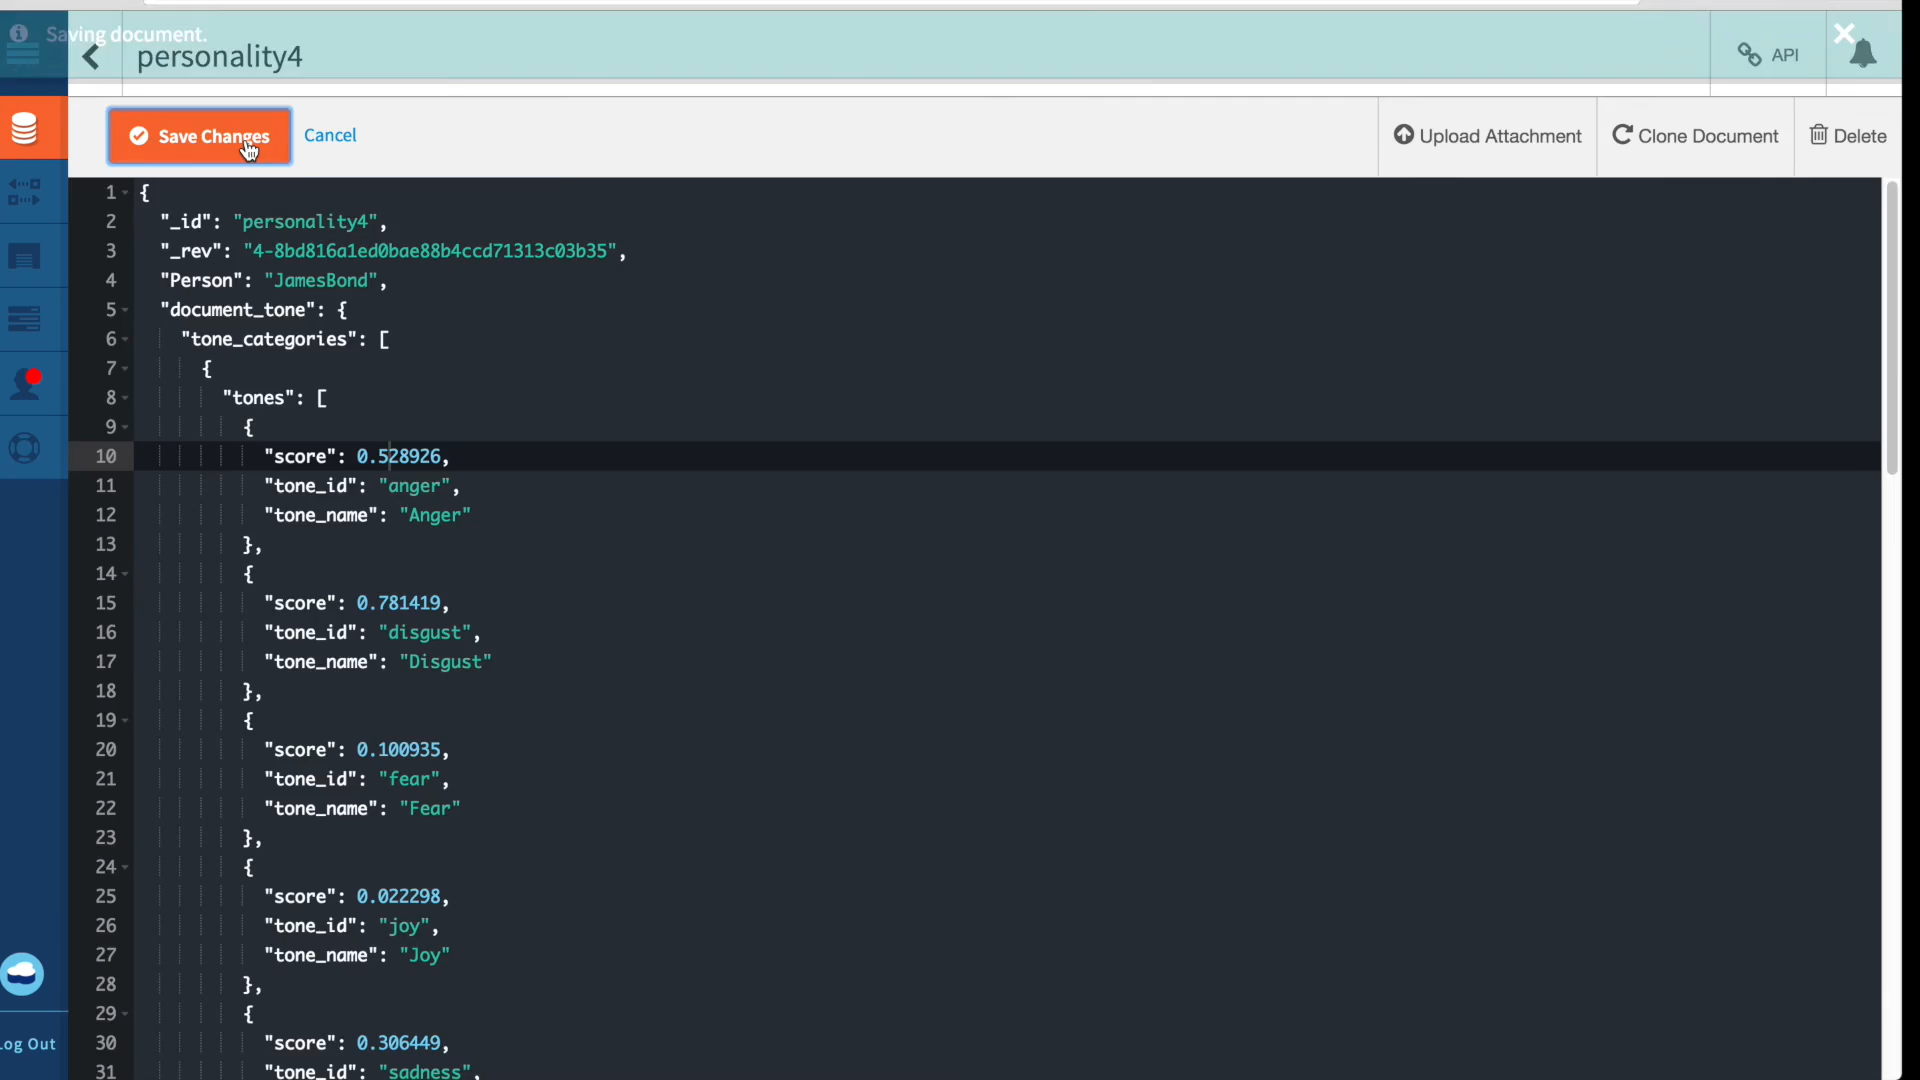 Saving document.
personality4
API
Save Changes
Cancel
Upload Attachment
Clone Document
Delete
1 {
2 "_id": "personality4",
3 "_rev": "4-8bd816a1ed0bae88b4ccd71313c03b35",
4 "Person": "JamesBond",
5 "document_tone": {
6 "tone_categories": [
7 {
8 "tones": [
9 {
10 "score": 0.528926,
11 "tone_id": "anger",
12 "tone_name": "Anger"
13 },
14 {
15 "score": 0.781419,
16 "tone_id": "disgust",
17 "tone_name": "Disgust"
18 },
19 {
20 "score": 0.100935,
21 "tone_id": "fear",
22 "tone_name": "Fear"
23 },
24 {
25 "score": 0.022298,
26 "tone_id": "joy",
27 "tone_name": "Joy"
28 },
29 {
30 "score": 0.306449,
31 "tone_id": "sadness",
Log Out